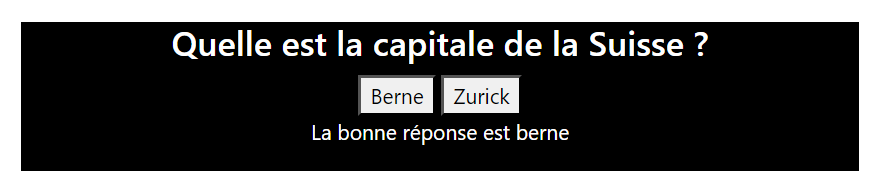 Quelle est la capitale de la Suisse ?
Berne Zurick
La bonne réponse est berne